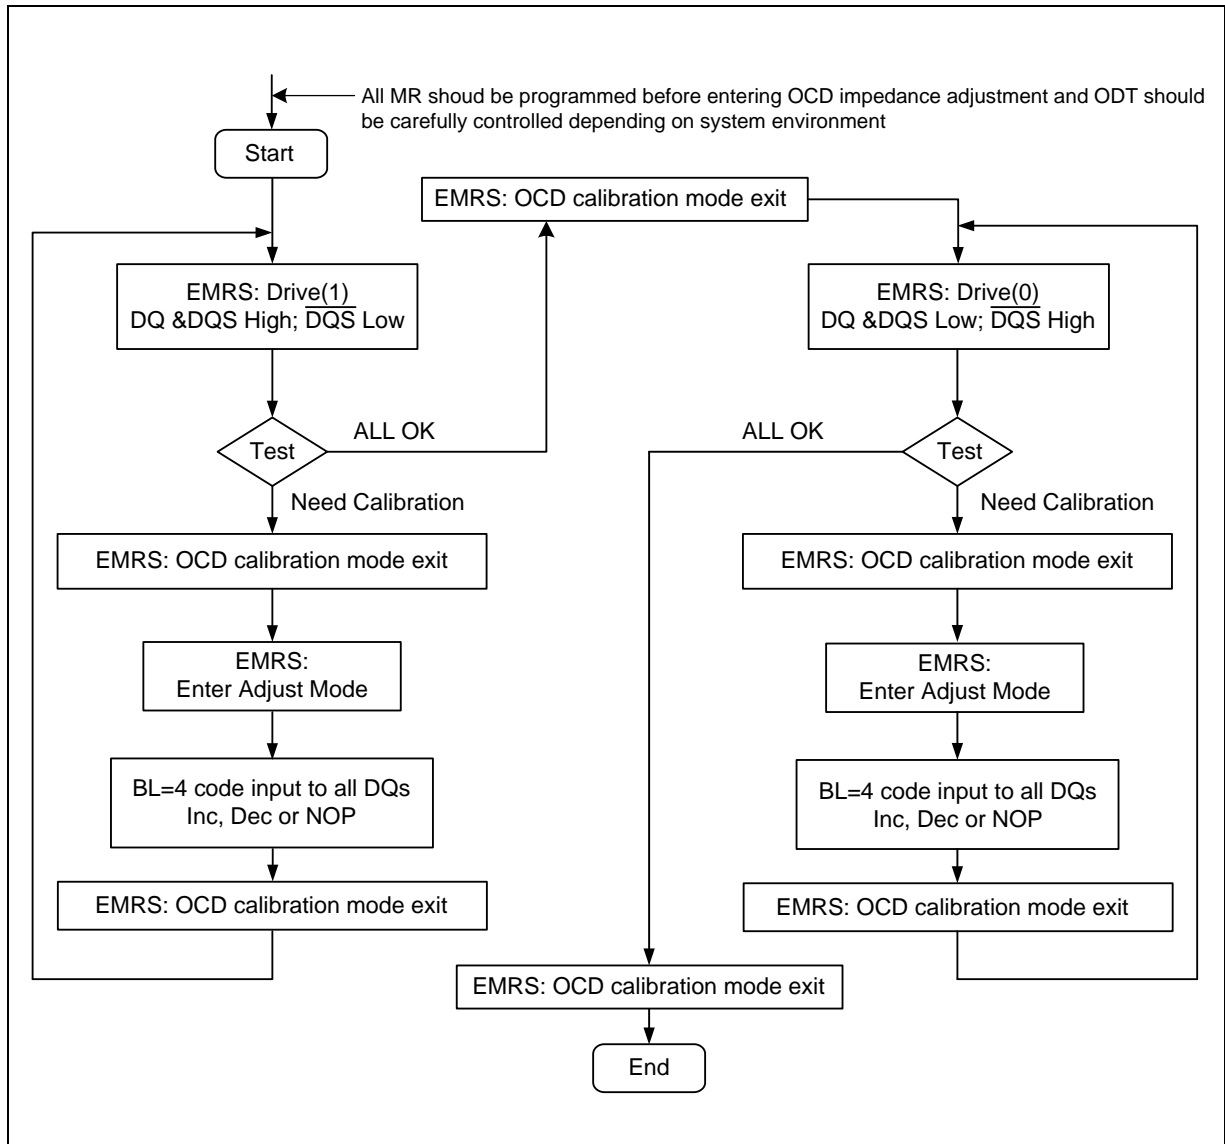 All MR shoud be programmed before entering OCD impedance adjustment and ODT should
be carefully controlled depending on system environment
Start
EMRS: OCD calibration mode exit
EMRS: Drive(1)
DQ &DQS High; D̅Q̅S̅ Low
Test
ALL OK
Need Calibration
EMRS: OCD calibration mode exit
EMRS:
Enter Adjust Mode
BL=4 code input to all DQs
Inc, Dec or NOP
EMRS: OCD calibration mode exit
EMRS: Drive(0)
DQ &DQS Low; D̅Q̅S̅ High
Test
ALL OK
Need Calibration
EMRS: OCD calibration mode exit
EMRS:
Enter Adjust Mode
BL=4 code input to all DQs
Inc, Dec or NOP
EMRS: OCD calibration mode exit
EMRS: OCD calibration mode exit
End